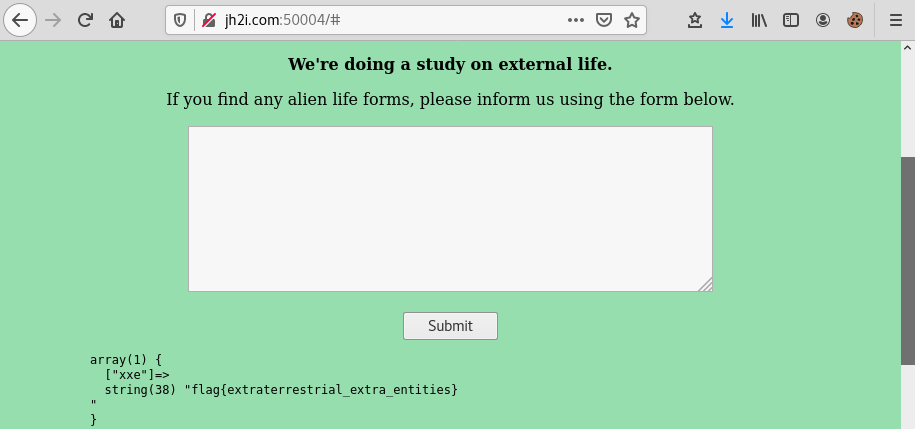 jh2i.com:50004/#
We're doing a study on external life.
If you find any alien life forms, please inform us using the form below.
Submit
array(1) {
  ["xxe"]=>
  string(38) "flag{extraterrestrial_extra_entities}
"
}